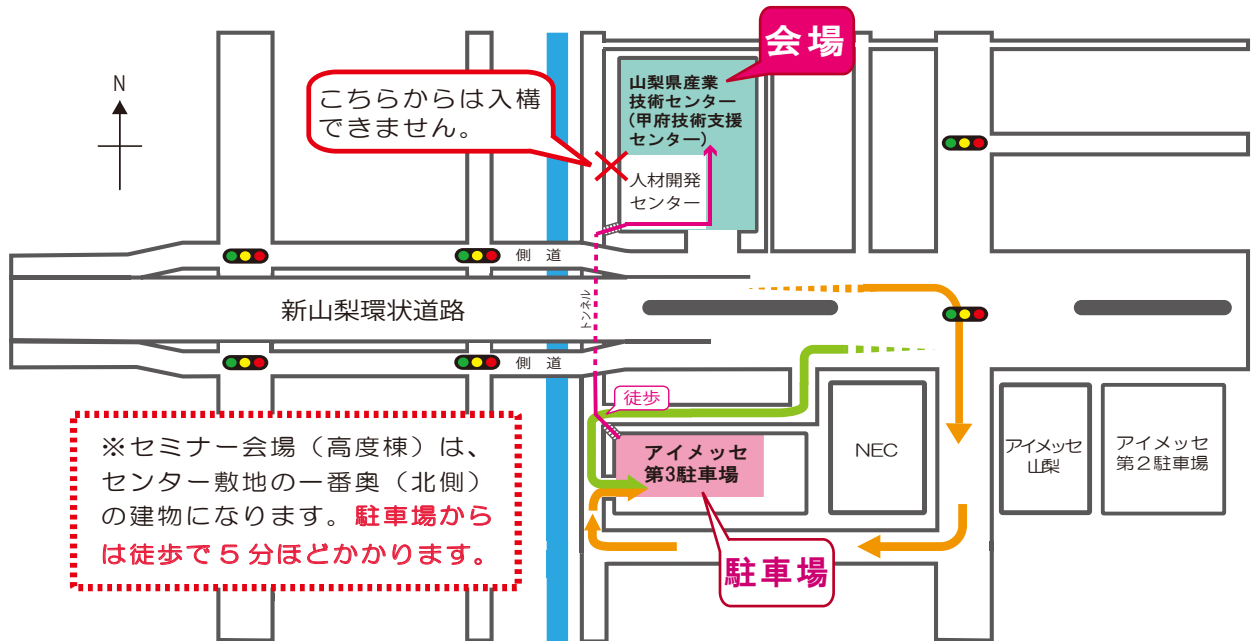 会場
N
山梨県産業
技術センター
(甲府技術支援
センター)
こちらからは入構
できません。
人材開発
センター
側 道
トンネル
新山梨環状道路
側 道
徒歩
アイメッセ
第3駐車場
NEC
アイメッセ
山梨
アイメッセ
第２駐車場
※セミナー会場（高度棟）は、
センター敷地の一番奥（北側）
の建物になります。駐車場から
は徒歩で５分ほどかかります。
駐車場